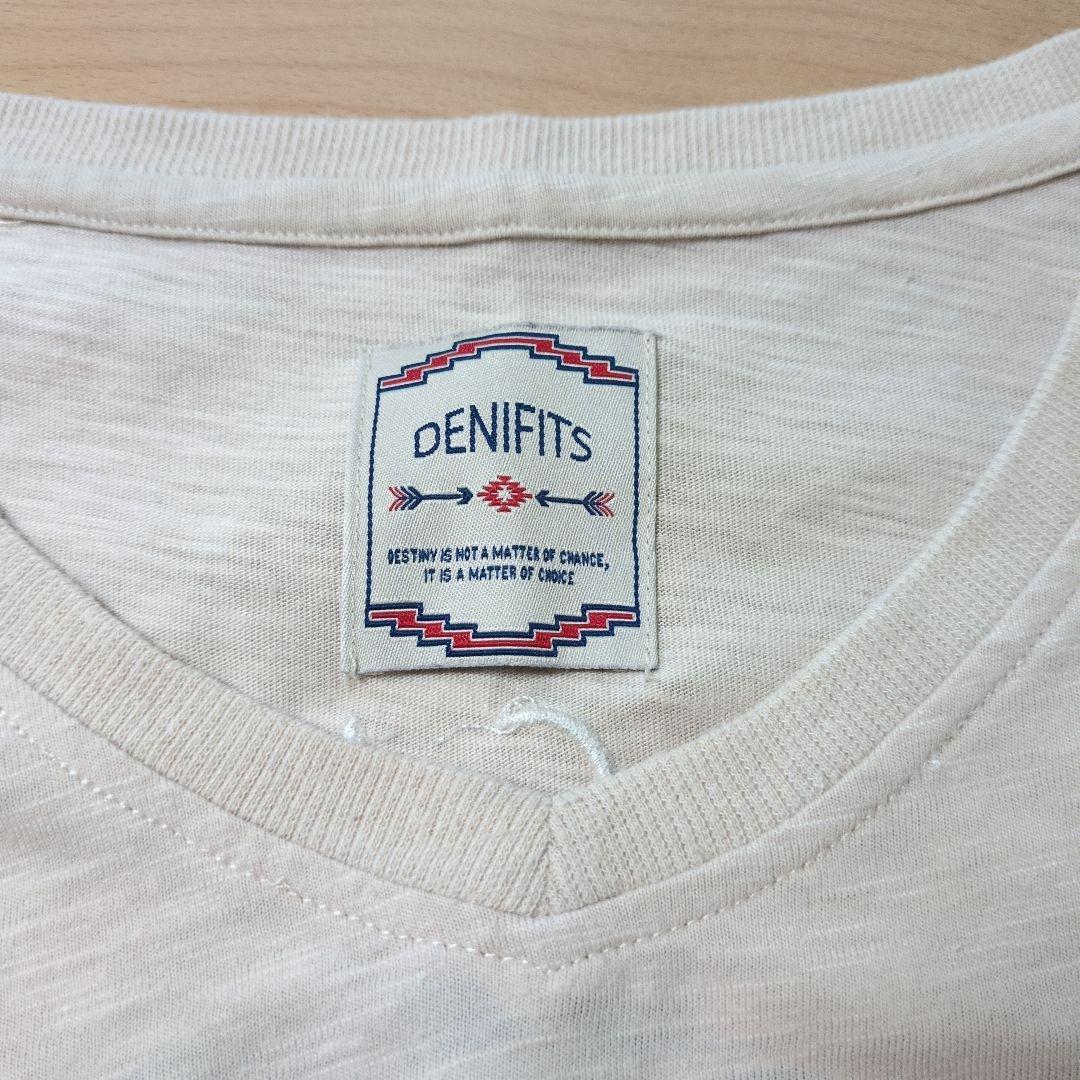 DENIFITS
DESTINY IS NOT A MATTER OF CHANCE,
IT IS A MATTER OF CHOICE